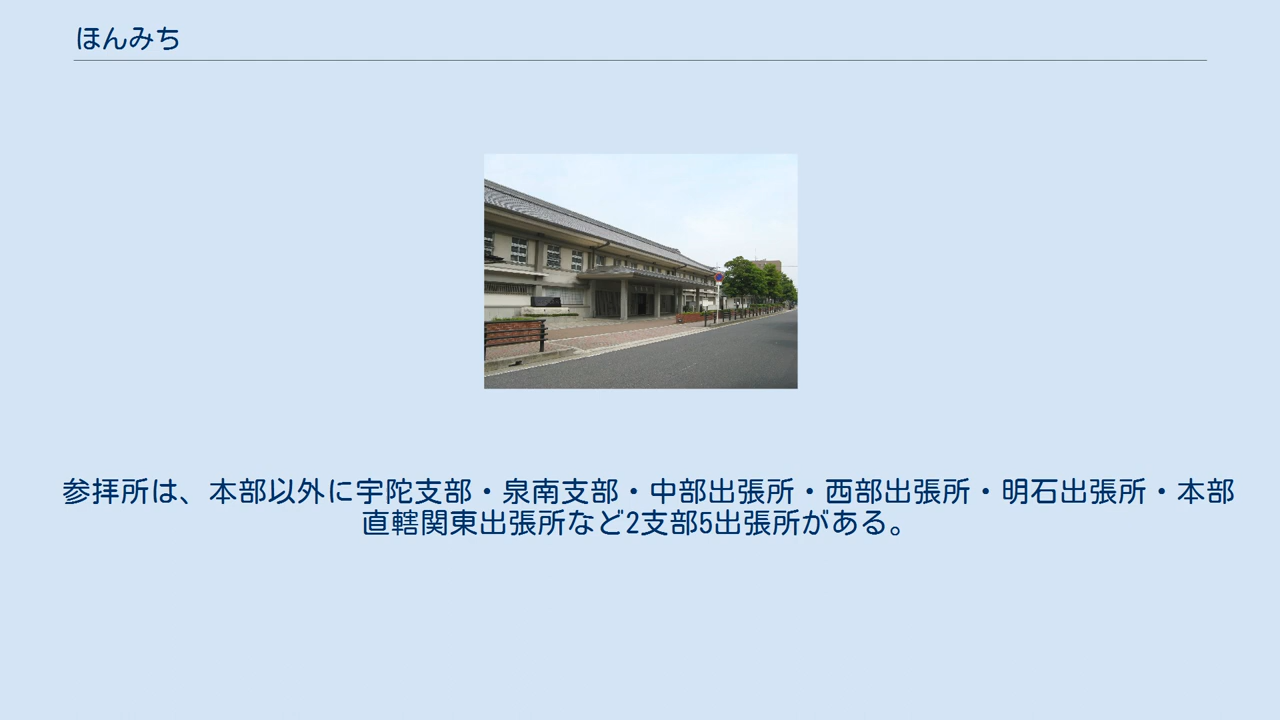 ほんみち
参拝所は、本部以外に宇陀支部・泉南支部・中部出張所・西部出張所・明石出張所・本部
直轄関東出張所など2支部5出張所がある。